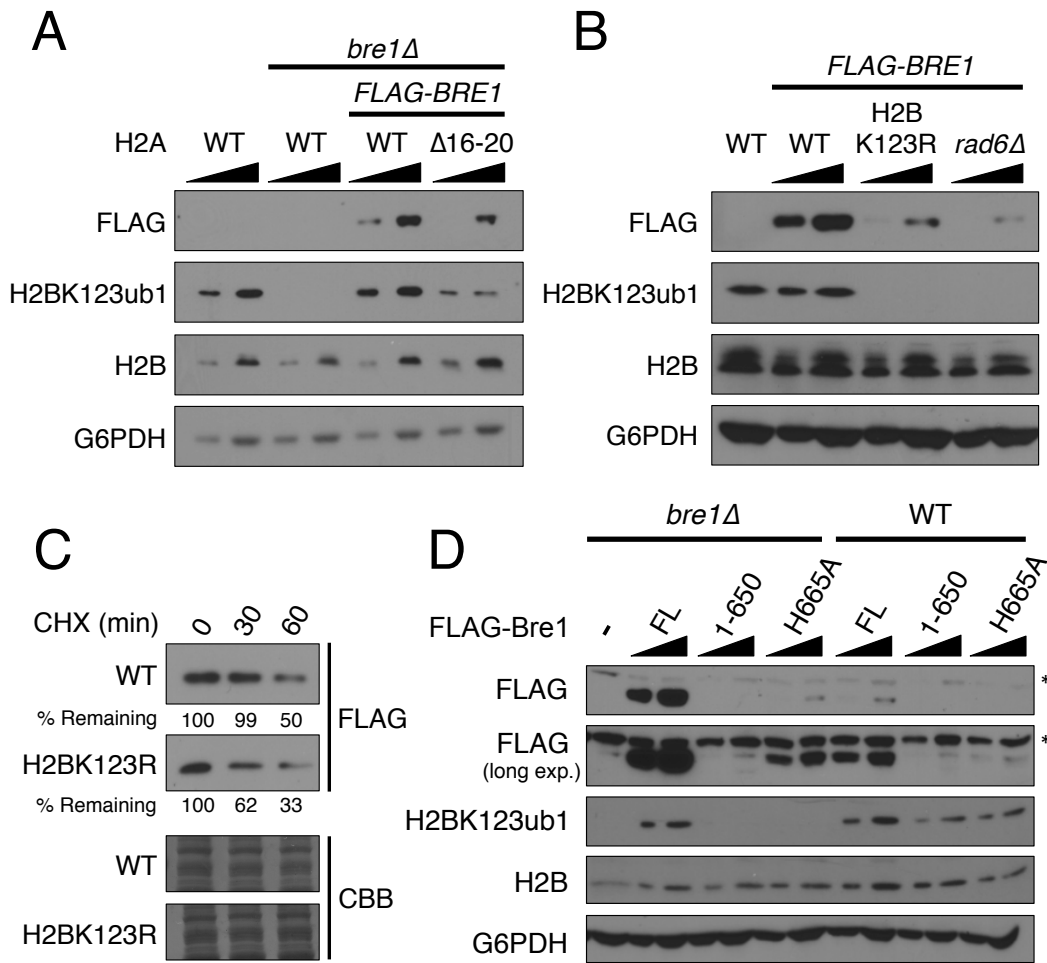 A
bre1Δ
FLAG-BRE1
H2A WT WT WT Δ16-20
FLAG
H2BK123ub1
H2B
G6PDH
B
FLAG-BRE1
H2B
WT WT K123R rad6Δ
FLAG
H2BK123ub1
H2B
G6PDH
C
CHX (min) 0 30 60
WT
% Remaining 100 99 50
FLAG
H2BK123R
% Remaining 100 62 33
WT
CBB
H2BK123R
D
bre1Δ WT
FLAG-Bre1 - FL 1-650 H665A FL 1-650 H665A
FLAG *
FLAG *
(long exp.)
H2BK123ub1
H2B
G6PDH